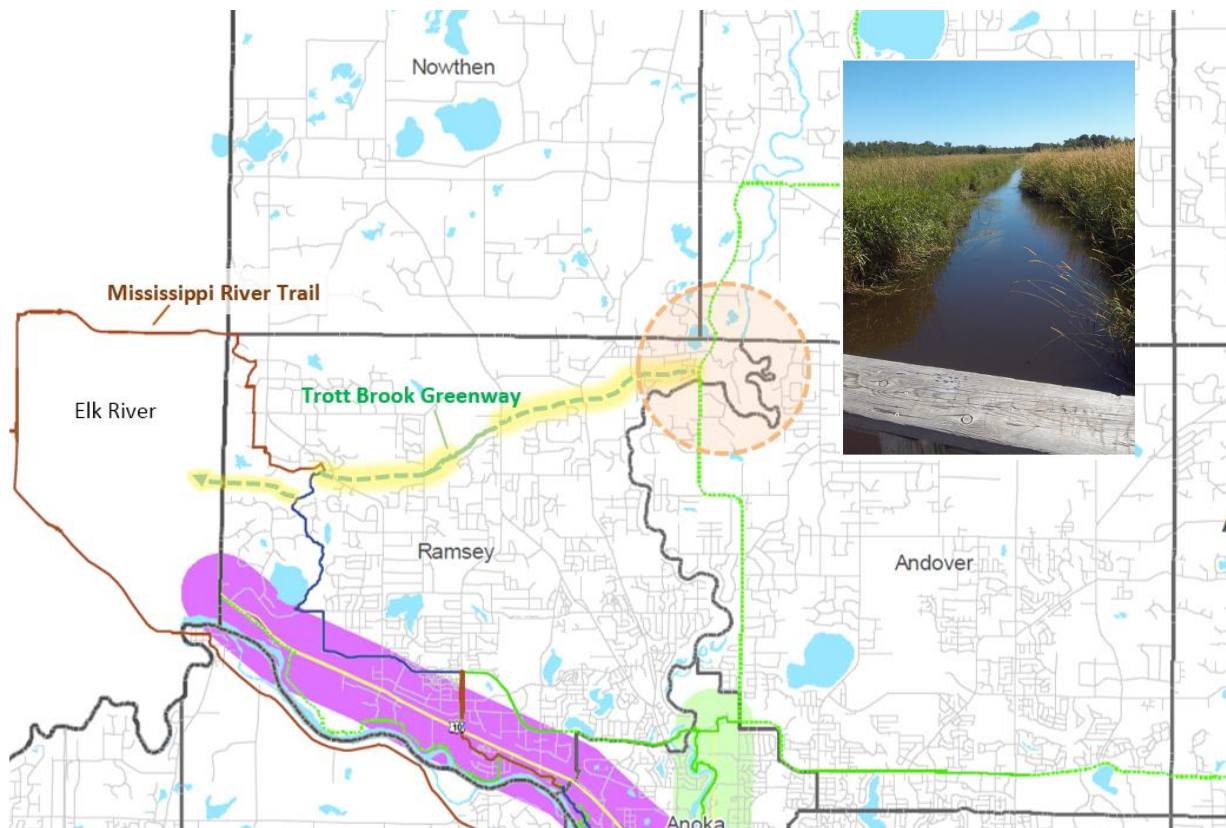 Nowthen
Mississippi River Trail
Elk River
Trott Brook Greenway
Ramsey
Andover
10
Anoka